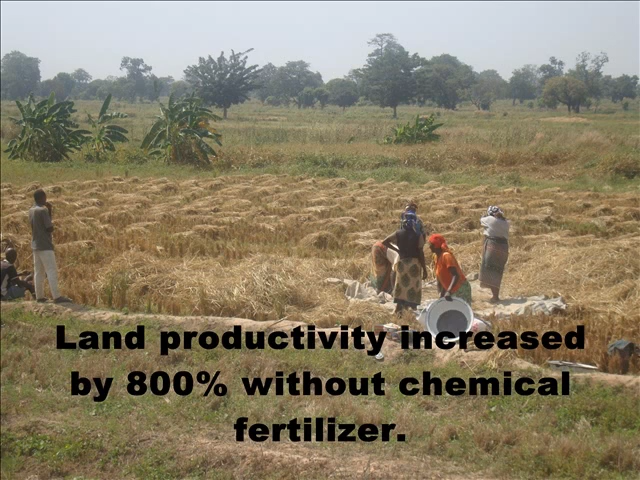 Land productivity increased
by 800% without chemical
fertilizer.